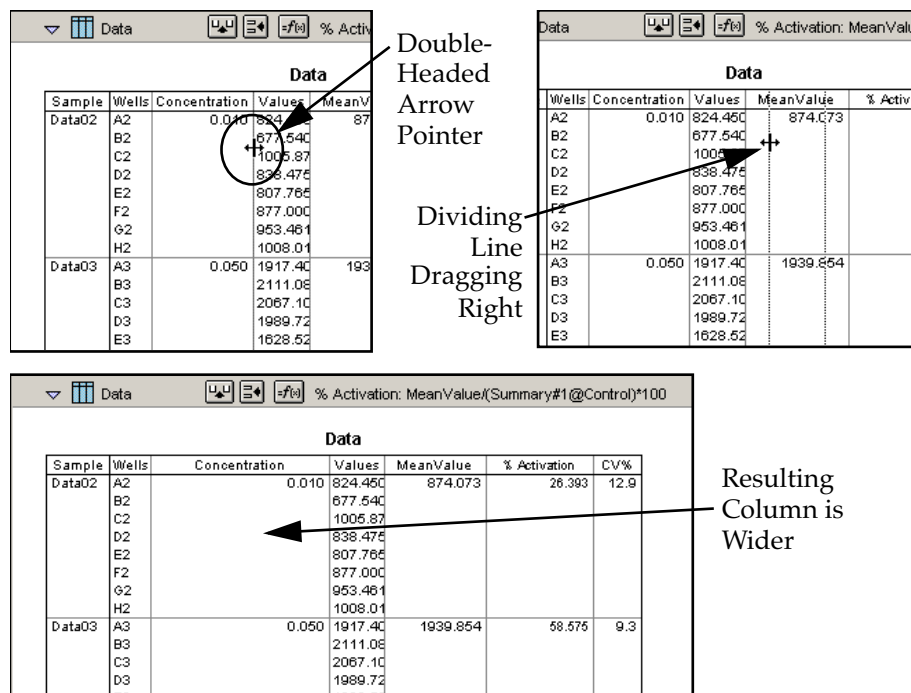 Data
% Activ
Data
Sample Wells Concentration Values MeanV
Data02 A2 0.010 824.450 87
B2 677.540
C2 1005.87
D2 838.475
E2 807.765
F2 877.000
G2 953.461
H2 1008.01
Data03 A3 0.050 1917.40 193
B3 2111.08
C3 2067.10
D3 1989.72
E3 1628.52
Double-
Headed
Arrow
Pointer
Data
=f(x) % Activation: MeanValu
Data
Wells Concentration Values MeanValue % Activ
A2 0.010 824.450 874.073
B2 677.540
C2
D2 838.475
E2 807.765
F2 877.000
G2 953.461
H2 1008.01
A3 0.050 1917.40 1939.854
B3 2111.08
C3 2067.10
D3 1989.72
E3 1628.52
Dividing
Line
Dragging
Right
Data
=f(x) % Activation: MeanValue/(Summary#1@Control)*100
Data
Sample Wells Concentration Values MeanValue % Activation CV%
Data02 A2 0.010 824.450 874.073 26.393 12.9
B2 677.540
C2 1005.87
D2 838.475
E2 807.765
F2 877.000
G2 953.461
H2 1008.01
Data03 A3 0.050 1917.40 1939.854 58.575 9.3
B3 2111.08
C3 2067.10
D3 1989.72
Resulting
Column is
Wider